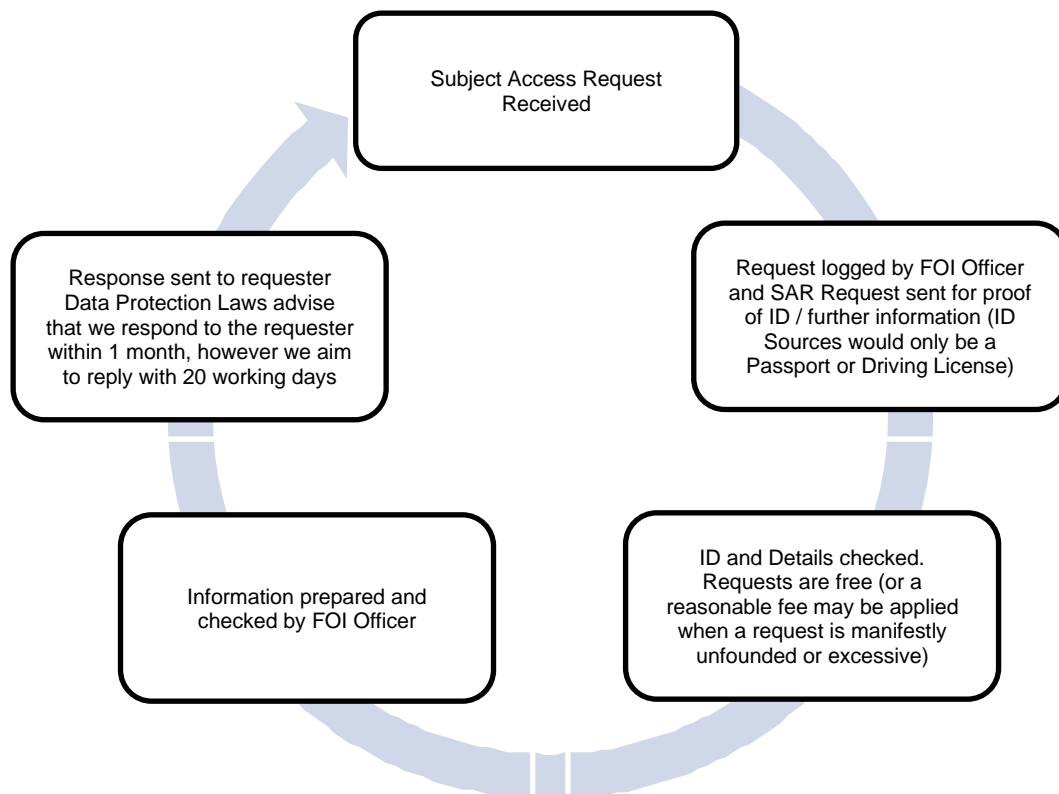 Subject Access Request
Received
Request logged by FOI Officer
and SAR Request sent for proof
of ID / further information (ID
Sources would only be a
Passport or Driving License)
ID and Details checked.
Requests are free (or a
reasonable fee may be applied
when a request is manifestly
unfounded or excessive)
Information prepared and
checked by FOI Officer
Response sent to requester
Data Protection Laws advise
that we respond to the requester
within 1 month, however we aim
to reply with 20 working days